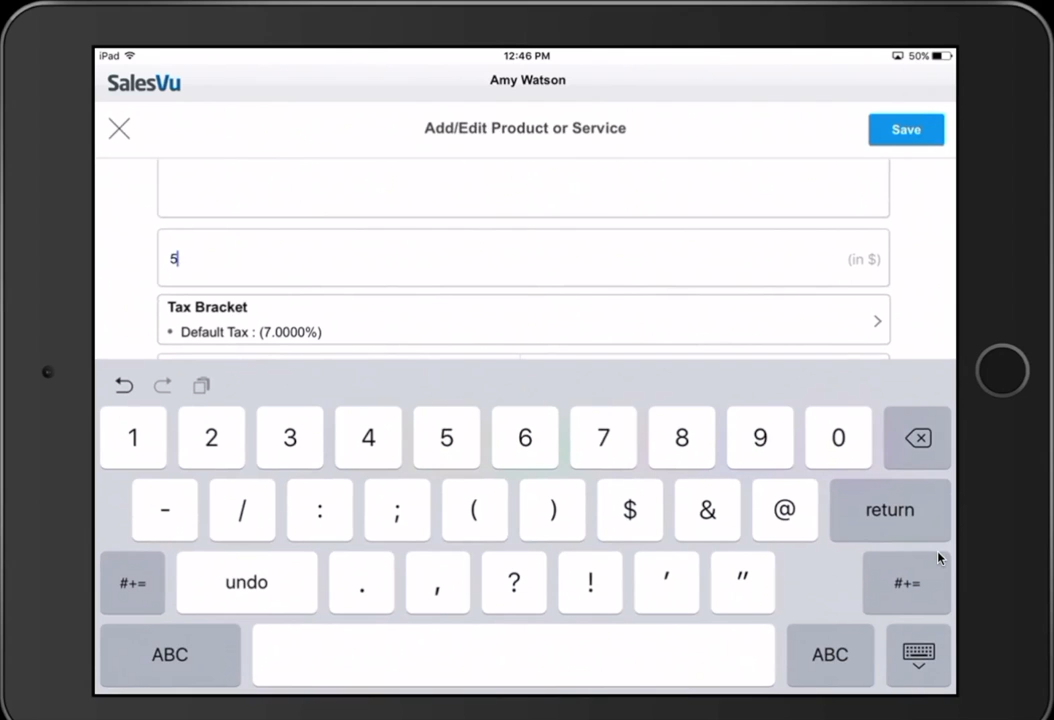 iPad 12:46 PM 50%
SalesVu Amy Watson
Add/Edit Product or Service Save
5 (in $)
Tax Bracket
• Default Tax : (7.0000%)
1 2 3 4 5 6 7 8 9 0
- / : ; ( ) $ & @ return
#+= undo . , ? ! ' " #+=
ABC ABC